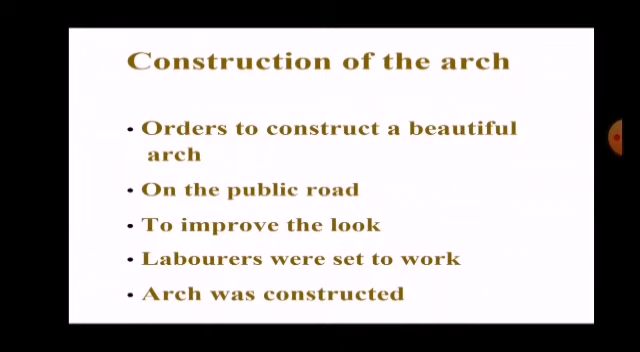 Construction of the arch
• Orders to construct a beautiful
arch
• On the public road
• To improve the look
• Labourers were set to work
• Arch was constructed